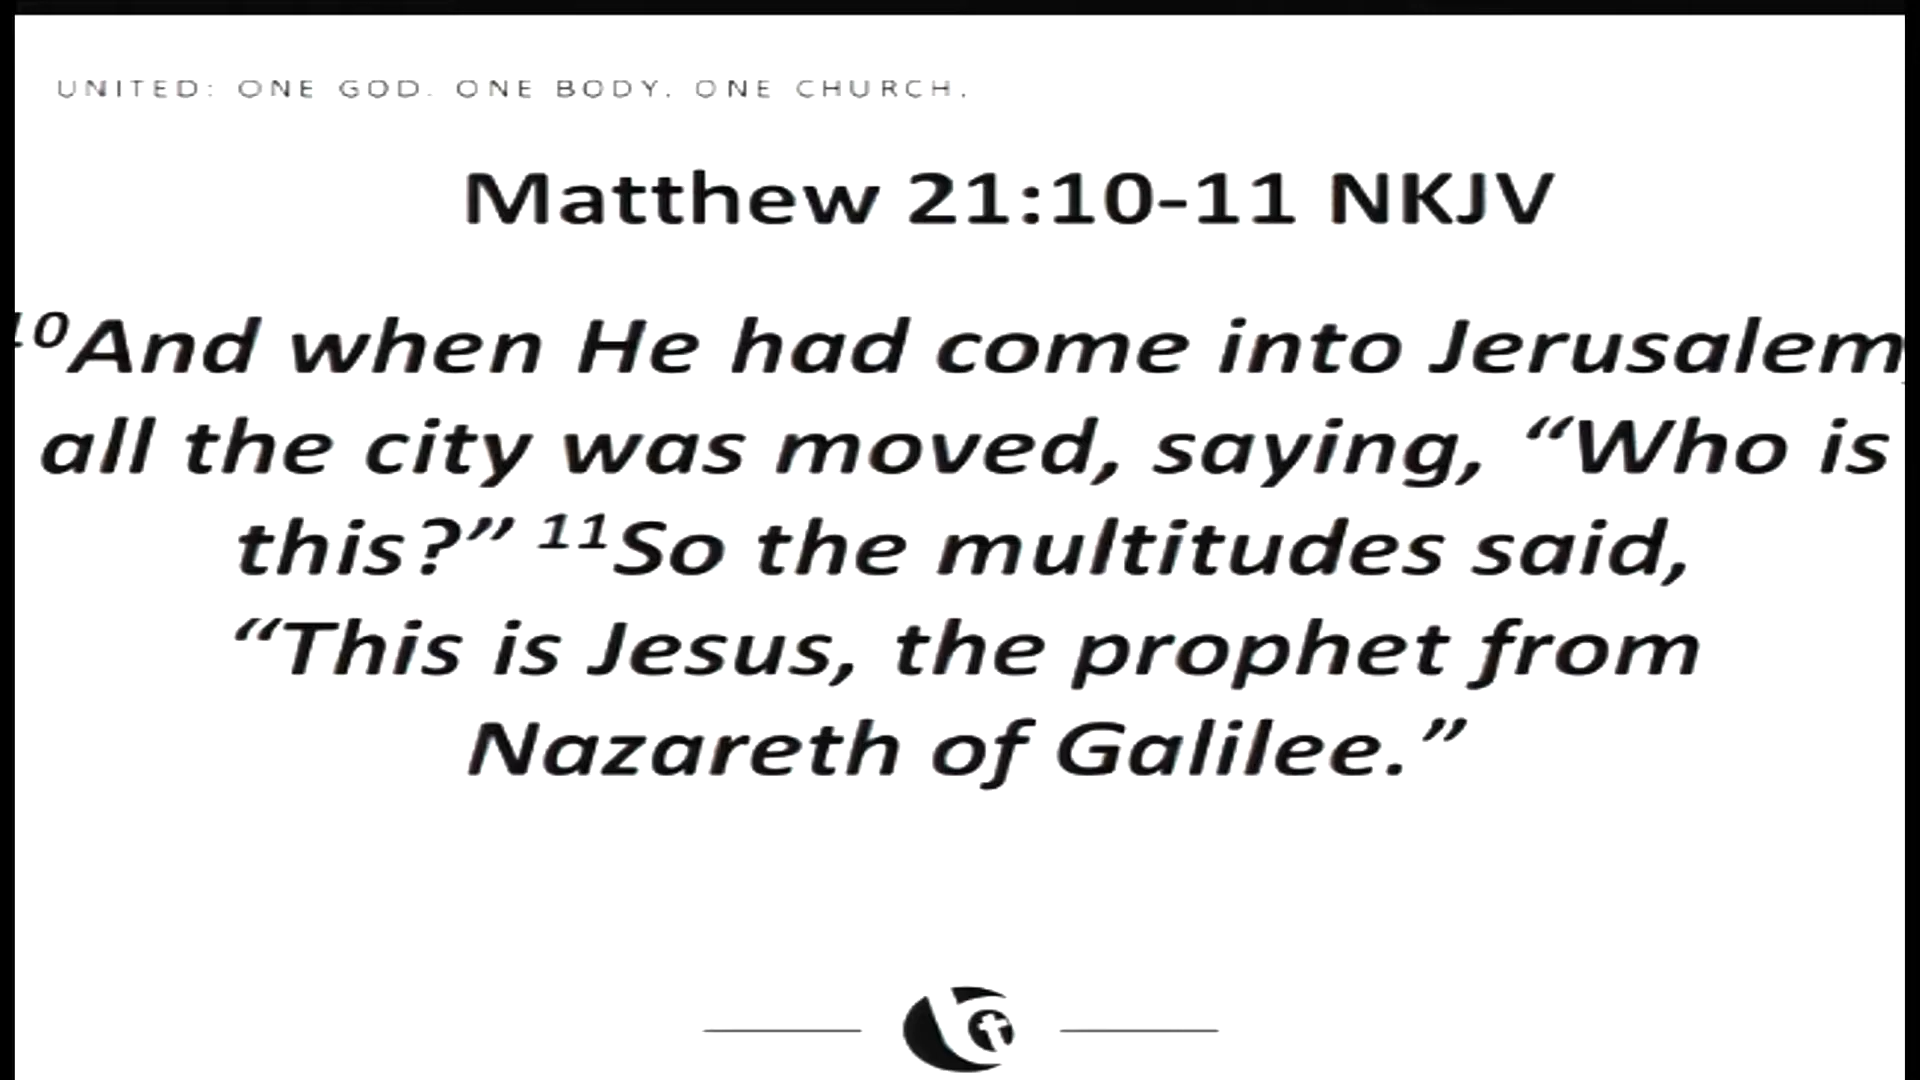 UNITED: ONE GOD. ONE BODY. ONE CHURCH.
Matthew 21:10-11 NKJV
10And when He had come into Jerusalem,
all the city was moved, saying, “Who is
this?” 11So the multitudes said,
“This is Jesus, the prophet from
Nazareth of Galilee.”